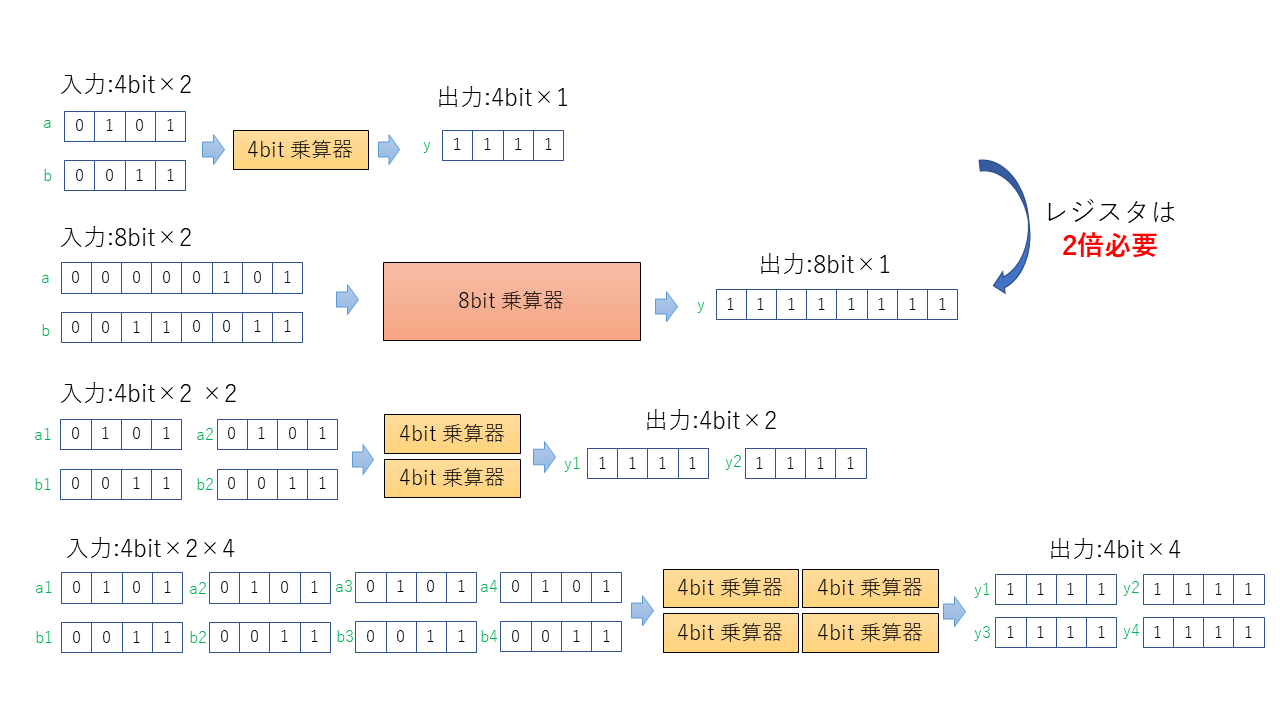 入力:4bit×2
出力:4bit×1
a 0 1 0 1
4bit 乗算器
y 1 1 1 1
b 0 0 1 1
レジスタは
2倍必要
入力:8bit×2
出力:8bit×1
a 0 0 0 0 0 1 0 1
8bit 乗算器
y 1 1 1 1 1 1 1 1
b 0 0 1 1 0 0 1 1
入力:4bit×2 ×2
出力:4bit×2
a1 0 1 0 1 a2 0 1 0 1
4bit 乗算器
4bit 乗算器
y1 1 1 1 1 y2 1 1 1 1
b1 0 0 1 1 b2 0 0 1 1
入力:4bit×2×4
出力:4bit×4
a1 0 1 0 1 a2 0 1 0 1 a3 0 1 0 1 a4 0 1 0 1
4bit 乗算器 4bit 乗算器
y1 1 1 1 1 y2 1 1 1 1
b1 0 0 1 1 b2 0 0 1 1 b3 0 0 1 1 b4 0 0 1 1
4bit 乗算器 4bit 乗算器
y3 1 1 1 1 y4 1 1 1 1